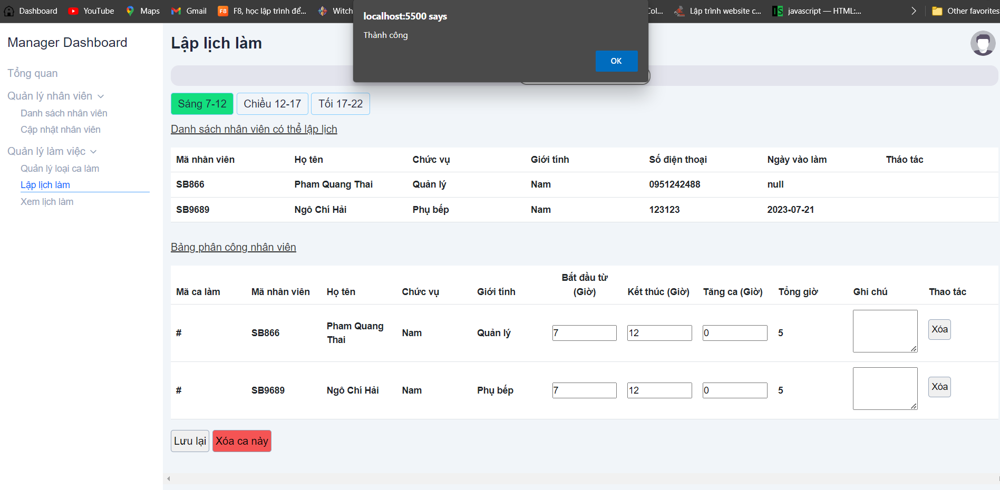 Dashboard YouTube Maps Gmail F8 F8, học lập trình để... Witch Col... Lập trình website c... JS javascript — HTML:... Other favorites
localhost:5500 says
Thành công
OK
Manager Dashboard
Tổng quan
Quản lý nhân viên
Danh sách nhân viên
Cập nhật nhân viên
Quản lý làm việc
Quản lý loại ca làm
Lập lịch làm
Xem lịch làm
Lập lịch làm
Sáng 7-12 Chiều 12-17 Tối 17-22
Danh sách nhân viên có thể lập lịch
Mã nhân viên Họ tên Chức vụ Giới tính Số điện thoại Ngày vào làm Tháo tác
SB866 Pham Quang Thai Quản lý Nam 0951242488 null
SB9689 Ngô Chí Hải Phụ bếp Nam 123123 2023-07-21
Bảng phân công nhân viên
Mã ca làm Mã nhân viên Họ tên Chức vụ Giới tính Bắt đầu từ (Giờ) Kết thúc (Giờ) Tăng ca (Giờ) Tổng giờ Ghi chú Thao tác
# SB866 Pham Quang Thai Nam Quản lý 7 12 0 5 Xóa
# SB9689 Ngô Chí Hải Nam Phụ bếp 7 12 0 5 Xóa
Lưu lại Xóa ca này